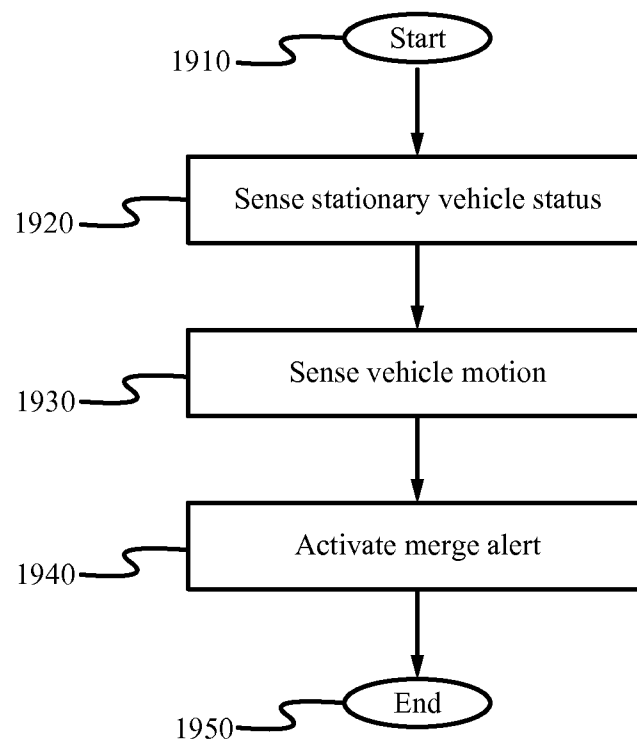 Start
1910
Sense stationary vehicle status
1920
Sense vehicle motion
1930
Activate merge alert
1940
End
1950